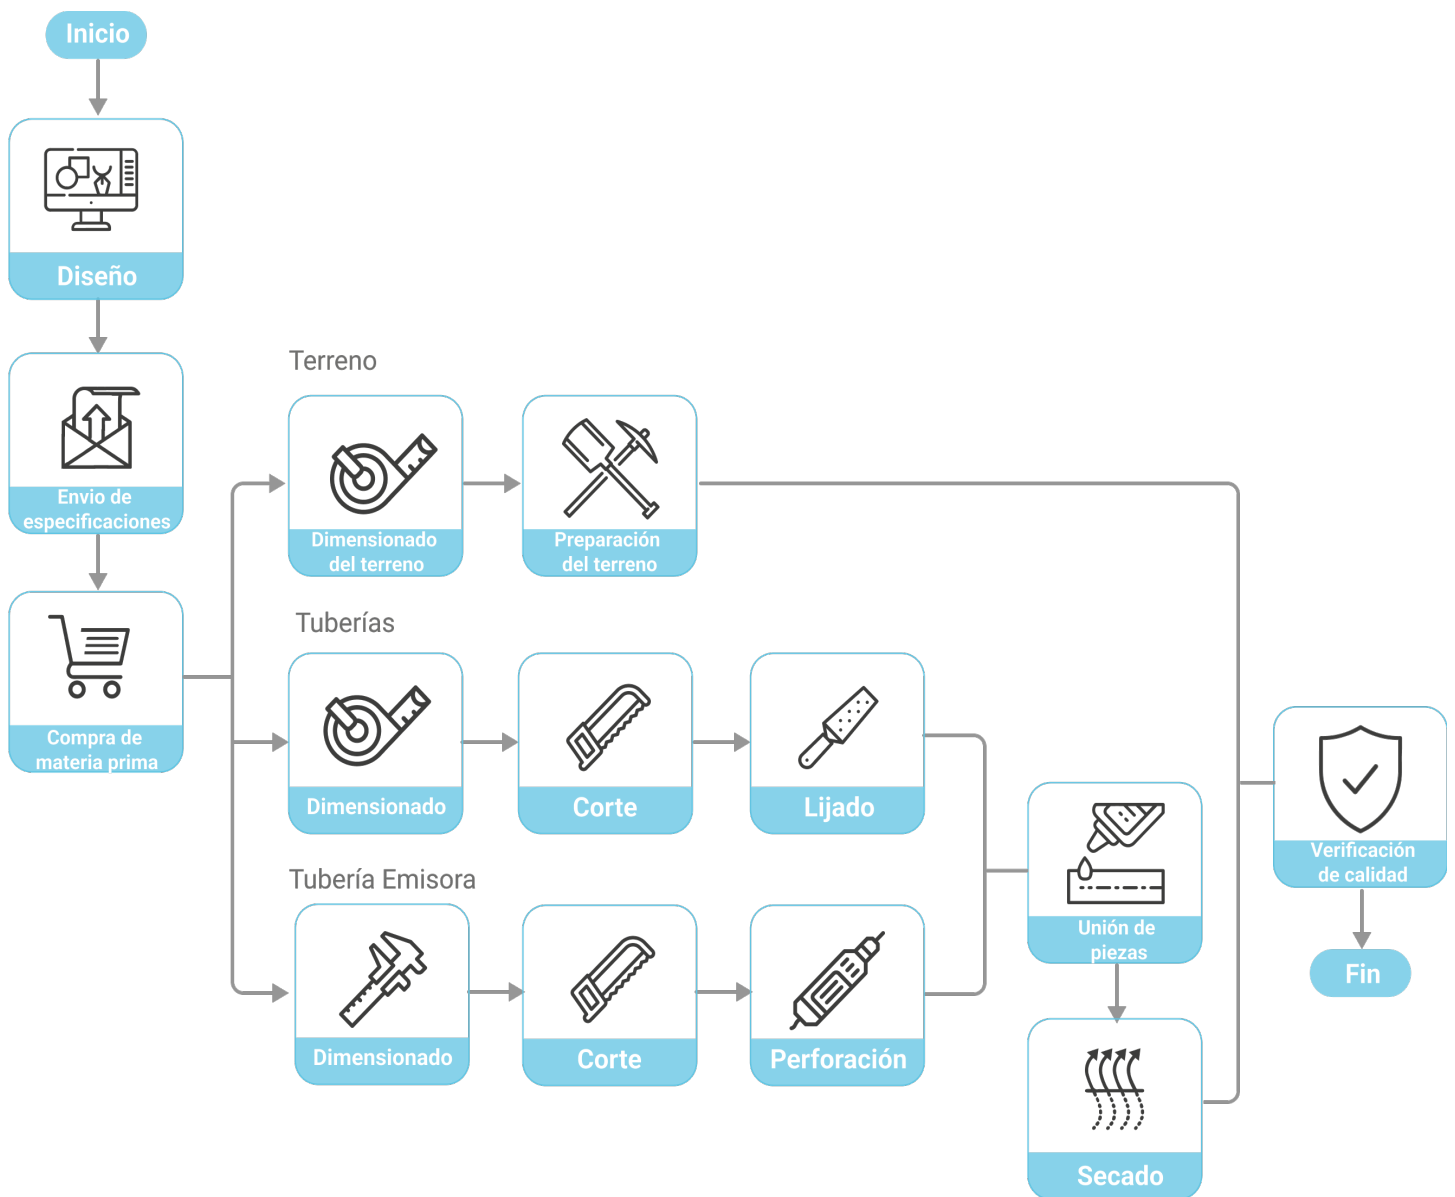 Inicio
Diseño
Envio de
especificaciones
Compra de
materia prima
Terreno
Dimensionado
del terreno
Preparación
del terreno
Tuberías
Dimensionado
Corte
Lijado
Tubería Emisora
Dimensionado
Corte
Perforación
Unión de
piezas
Secado
Verificación
de calidad
Fin